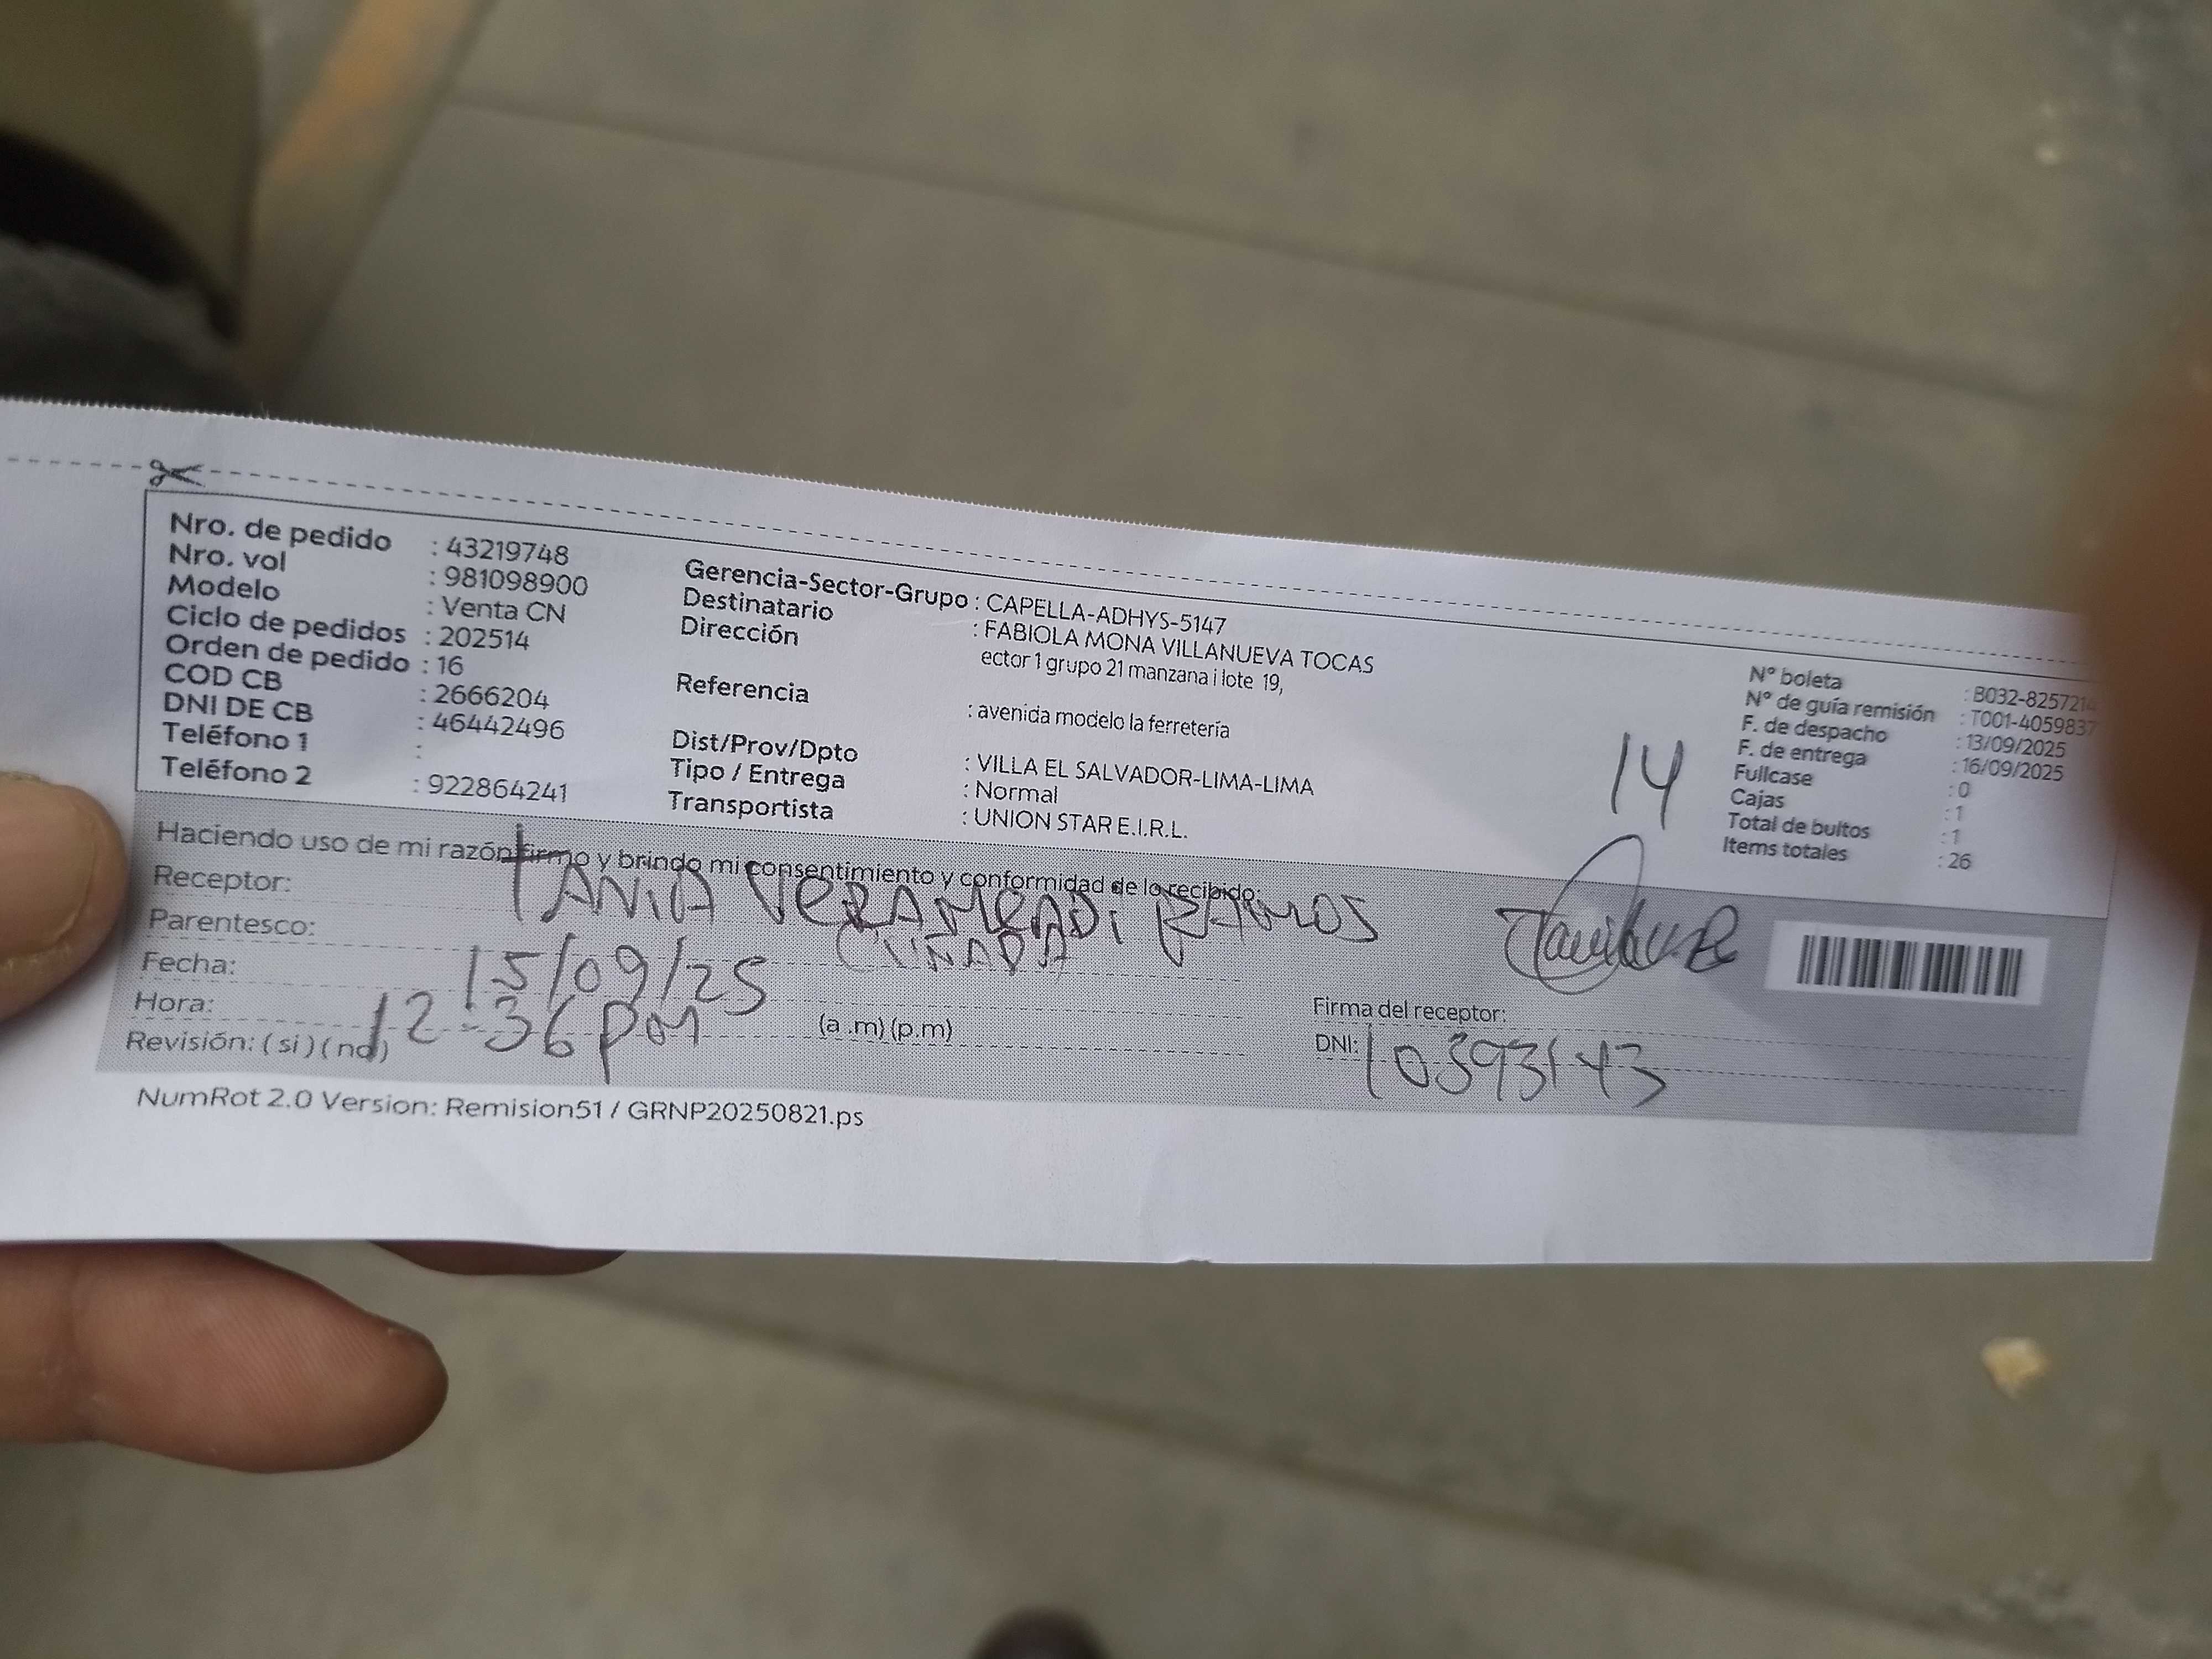 Nro. de pedido : 43219748
Nro. vol : 981098900
Modelo : Venta CN
Ciclo de pedidos : 202514
Orden de pedido : 16
COD CB : 2666204
DNI DE CB : 46442496
Teléfono 1 :
Teléfono 2 : 922864241
Gerencia-Sector-Grupo : CAPELLA-ADHYS-5147
Destinatario : FABIOLA MONA VILLANUEVA TOCAS
Dirección ector 1 grupo 21 manzana i lote 19,
Referencia : avenida modelo la ferretería
Dist/Prov/Dpto : VILLA EL SALVADOR-LIMA-LIMA
Tipo / Entrega : Normal
Transportista : UNION STAR E.I.R.L.
14
N° boleta : B032-8257214
N° de guía remisión : T001-4059837
F. de despacho : 13/09/2025
F. de entrega : 16/09/2025
Fullcase : 0
Cajas : 1
Total de bultos : 1
Items totales : 26
Haciendo uso de mi razón firmo y brindo mi consentimiento y conformidad de lo recibido:
Receptor: TANIA RAMOS
Parentesco: CUÑADA
Fecha: 15/09/25
Hora: 12-36 pm (a .m) (p.m)
Revisión: ( si ) ( no )
Firma del receptor:
DNI:
NumRot 2.0 Version: Remision51 / GRNP20250821.ps